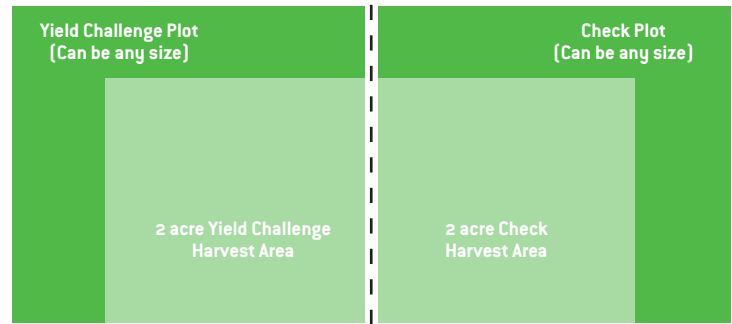 Yield Challenge Plot
(Can be any size)
Check Plot
(Can be any size)
2 acre Yield Challenge
Harvest Area
2 acre Check
Harvest Area